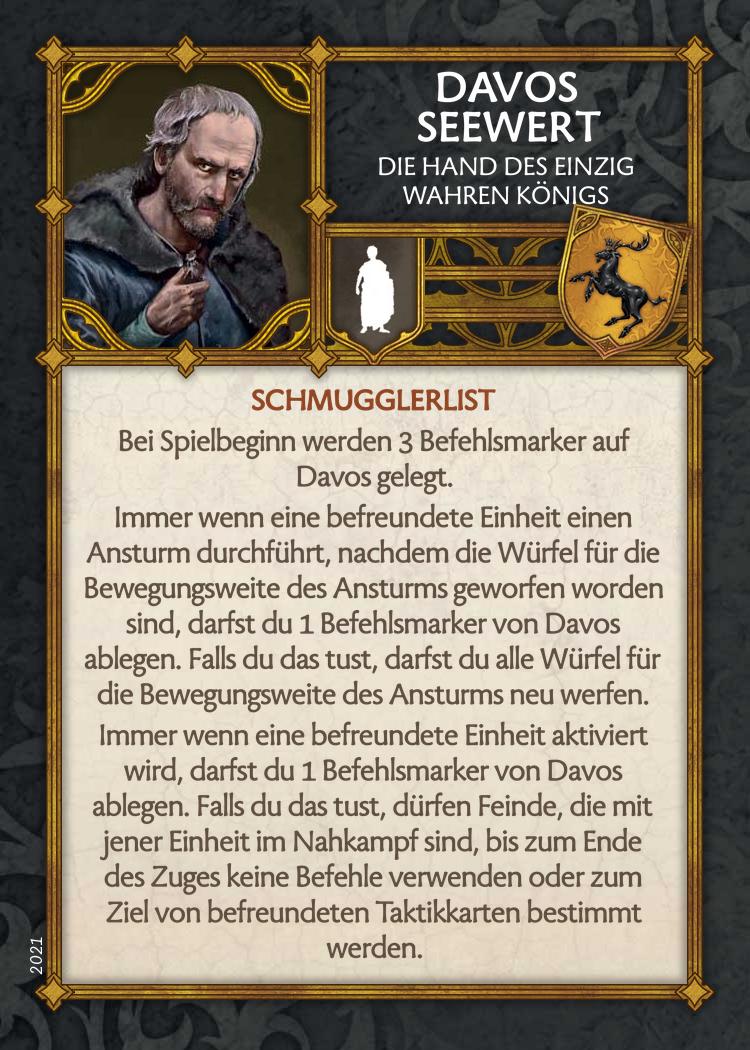 DAVOS
SEEWERT
DIE HAND DES EINZIG
WAHREN KÖNIGS
SCHMUGGLERLIST
Bei Spielbeginn werden 3 Befehlsmarker auf
Davos gelegt.
Immer wenn eine befreundete Einheit einen
Ansturm durchführt, nachdem die Würfel für die
Bewegungsweite des Ansturms geworfen worden
sind, darfst du 1 Befehlsmarker von Davos
ablegen. Falls du das tust, darfst du alle Würfel für
die Bewegungsweite des Ansturms neu werfen.
Immer wenn eine befreundete Einheit aktiviert
wird, darfst du 1 Befehlsmarker von Davos
ablegen. Falls du das tust, dürfen Feinde, die mit
jener Einheit im Nahkampf sind, bis zum Ende
des Zuges keine Befehle verwenden oder zum
Ziel von befreundeten Taktikkarten bestimmt
werden.
2021